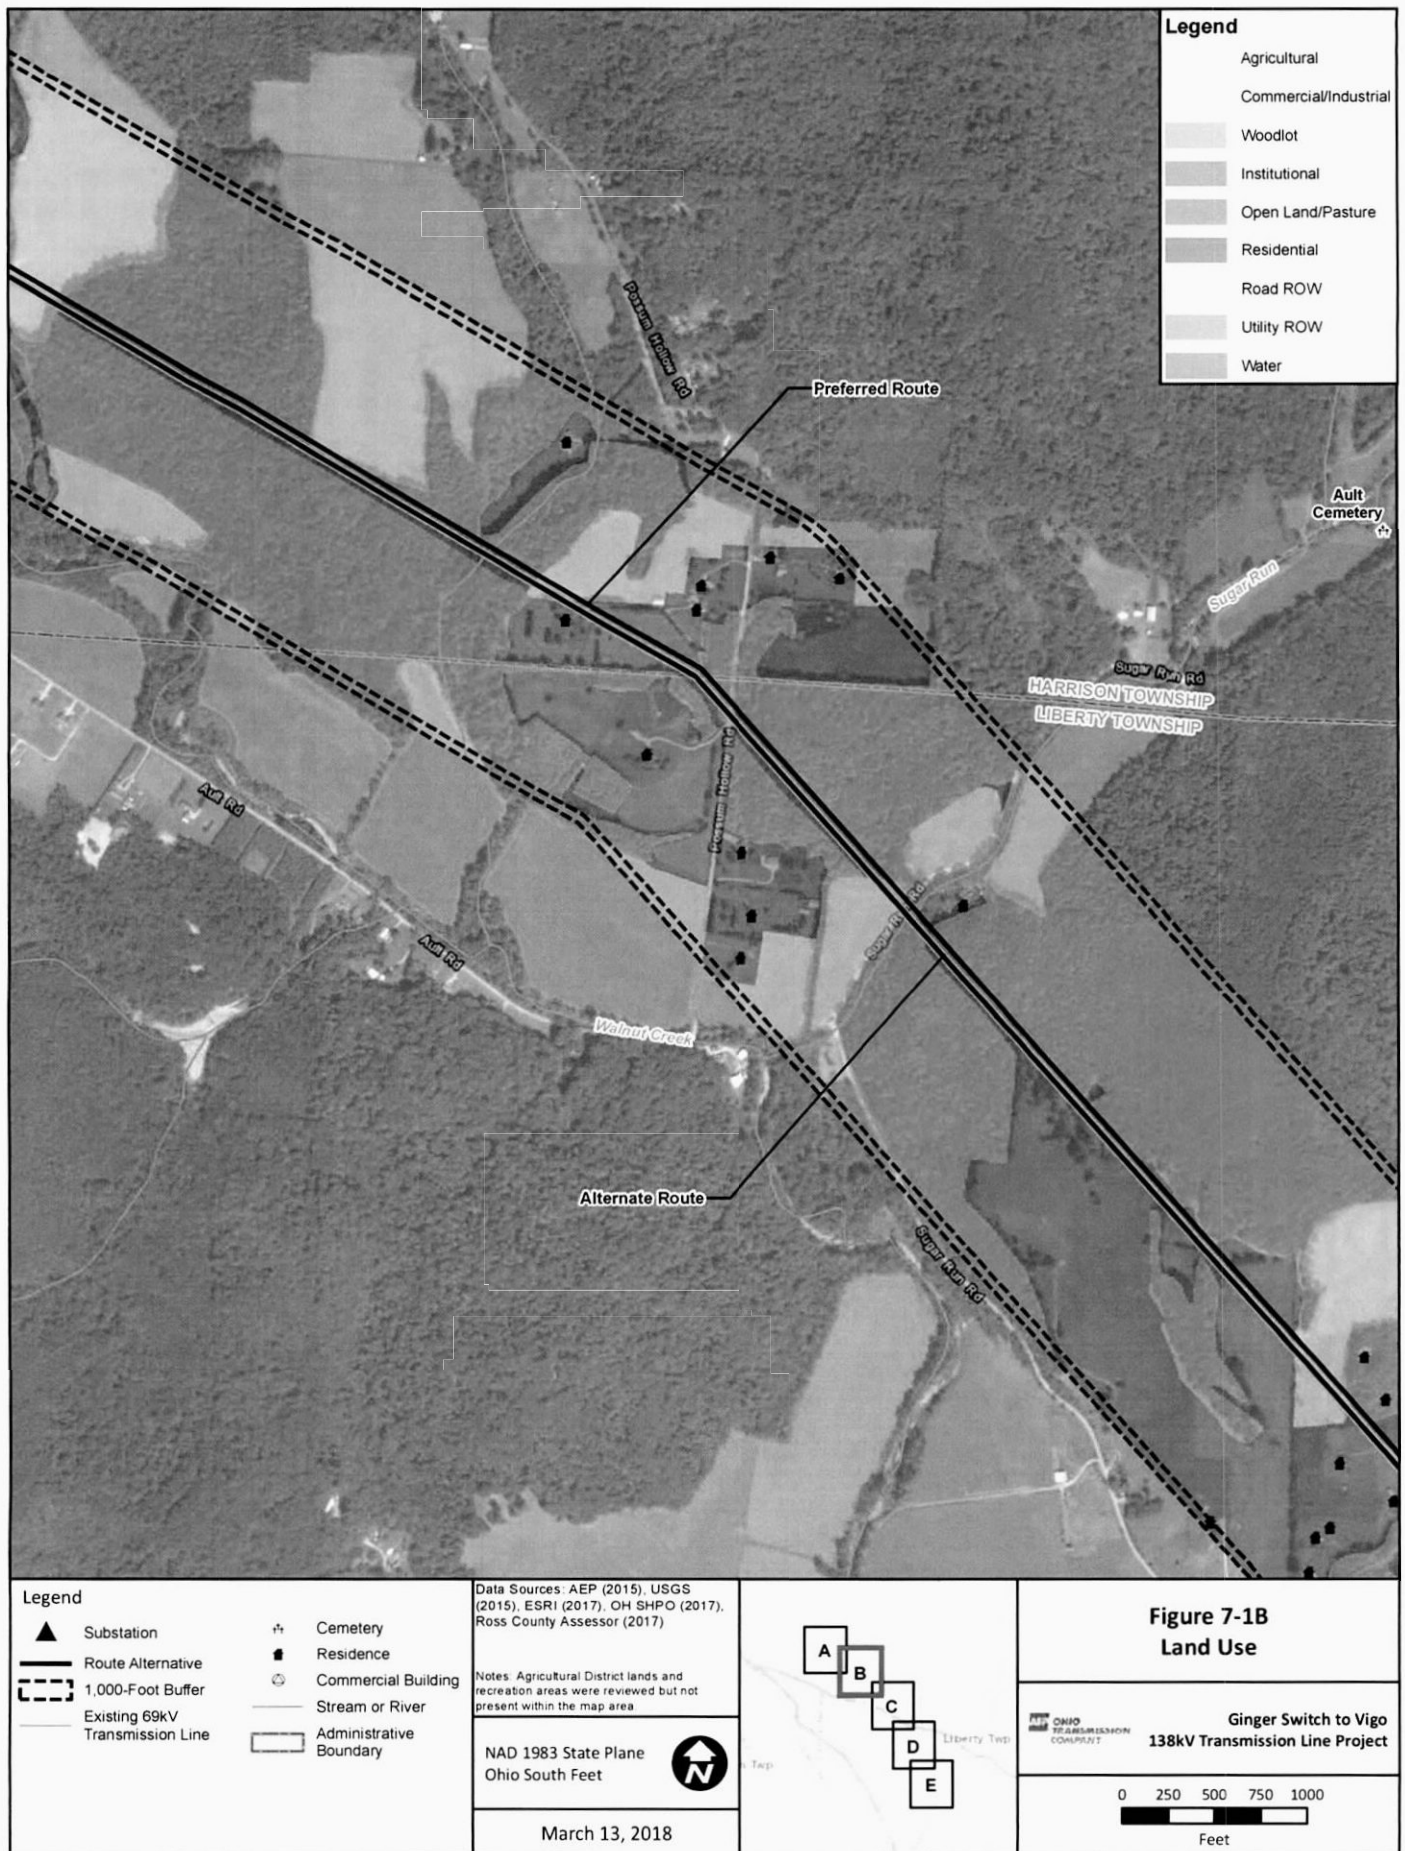 Legend
Agricultural
Commercial/Industrial
Woodlot
Institutional
Open Land/Pasture
Residential
Road ROW
Utility ROW
Water
Possum Hollow Rd
Preferred Route
Ault
Cemetery
Sugar Run
Sugar Run Rd
HARRISON TOWNSHIP
LIBERTY TOWNSHIP
Possum Hollow Rd
Ault Rd
Sugar Run Rd
Ault Rd
Walnut Creek
Alternate Route
Sugar Run Rd
Legend
Substation
Route Alternative
1,000-Foot Buffer
Existing 69kV
Transmission Line
Cemetery
Residence
Commercial Building
Stream or River
Administrative
Boundary
Data Sources: AEP (2015), USGS
(2015), ESRI (2017), OH SHPO (2017),
Ross County Assessor (2017)
Notes: Agricultural District lands and
recreation areas were reviewed but not
present within the map area
NAD 1983 State Plane
Ohio South Feet
N
March 13, 2018
A
B
C
D
E
Liberty Twp
Twp
Figure 7-1B
Land Use
AEP OHIO
TRANSMISSION
COMPANY
Ginger Switch to Vigo
138kV Transmission Line Project
0 250 500 750 1000
Feet